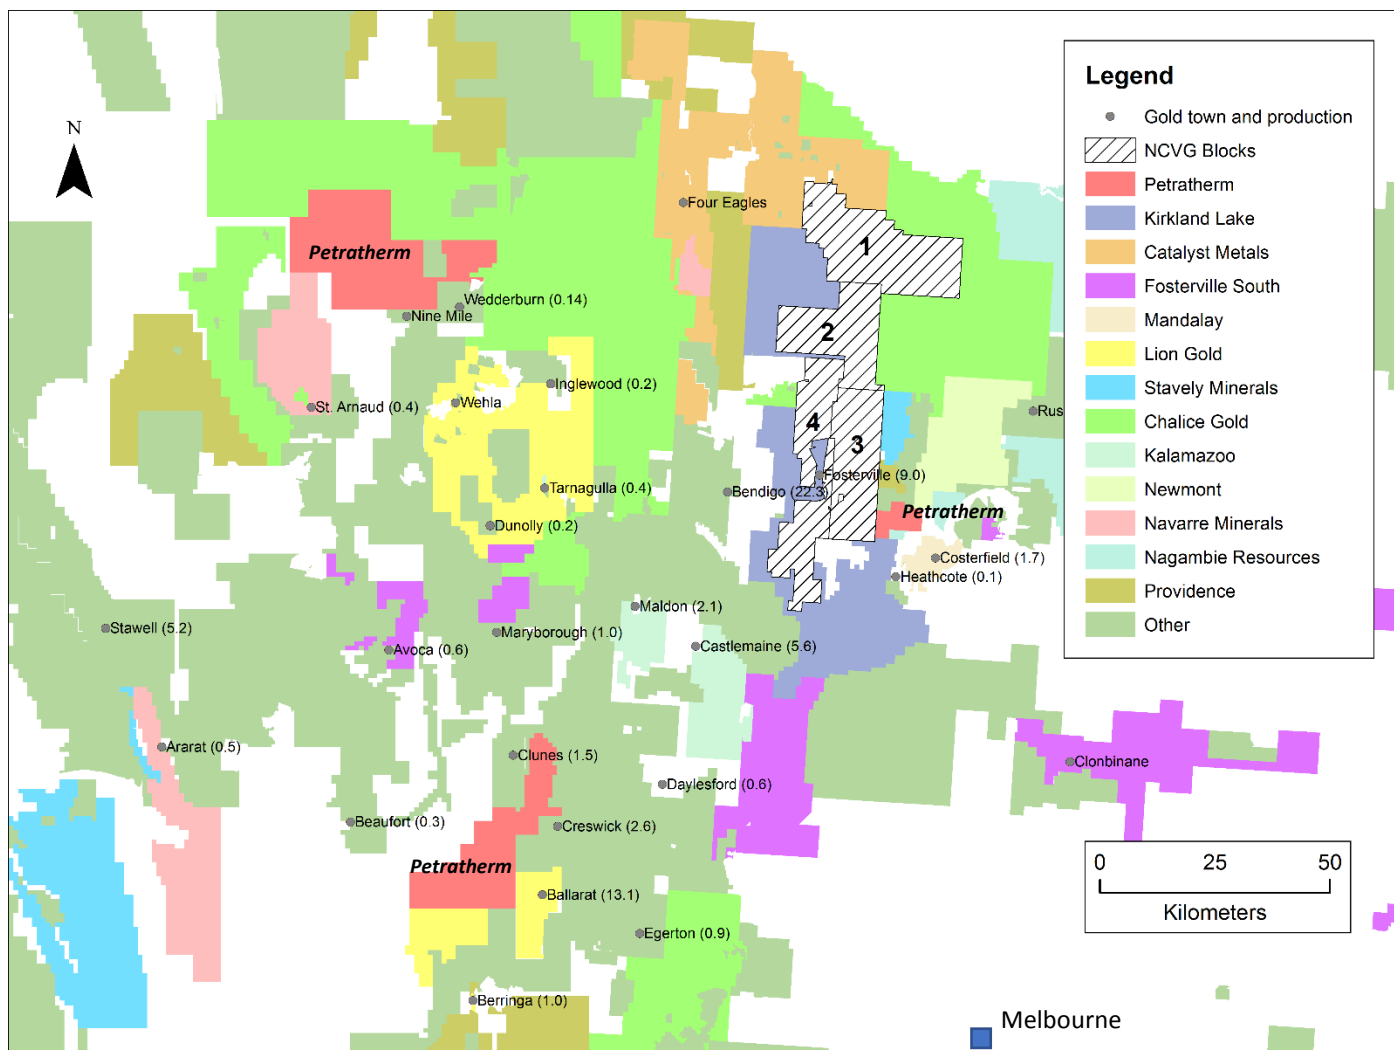 N
Petratherm
Four Eagles
1
Wedderburn (0.14)
Nine Mile
2
Inglewood (0.2)
Wehla
St. Arnaud (0.4)
4
3
Rus
Fosterville (9.0)
Tarnagulla (0.4)
Bendigo (22.3)
Petratherm
Dunolly (0.2)
Costerfield (1.7)
Heathcote (0.1)
Maldon (2.1)
Stawell (5.2)
Maryborough (1.0)
Avoca (0.6)
Castlemaine (5.6)
Ararat (0.5)
Clunes (1.5)
Clonbinane
Daylesford (0.6)
Beaufort (0.3)
Creswick (2.6)
Petratherm
Ballarat (13.1)
Egerton (0.9)
Berringa (1.0)
Melbourne
Legend
Gold town and production
NCVG Blocks
Petratherm
Kirkland Lake
Catalyst Metals
Fosterville South
Mandalay
Lion Gold
Stavely Minerals
Chalice Gold
Kalamazoo
Newmont
Navarre Minerals
Nagambie Resources
Providence
Other
0 25 50
Kilometers